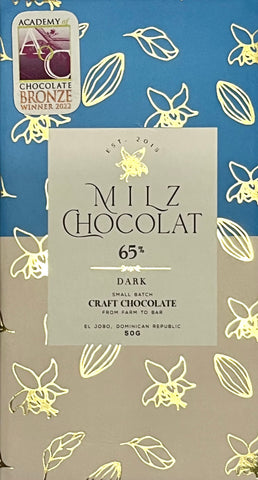 ACADEMY of
A C
CHOCOLATE
BRONZE
WINNER 2022
EST. 2018
MILZ
CHOCOLAT
65%
DARK
SMALL BATCH
CRAFT CHOCOLATE
FROM FARM TO BAR
EL JOBO, DOMINICAN REPUBLIC
50G